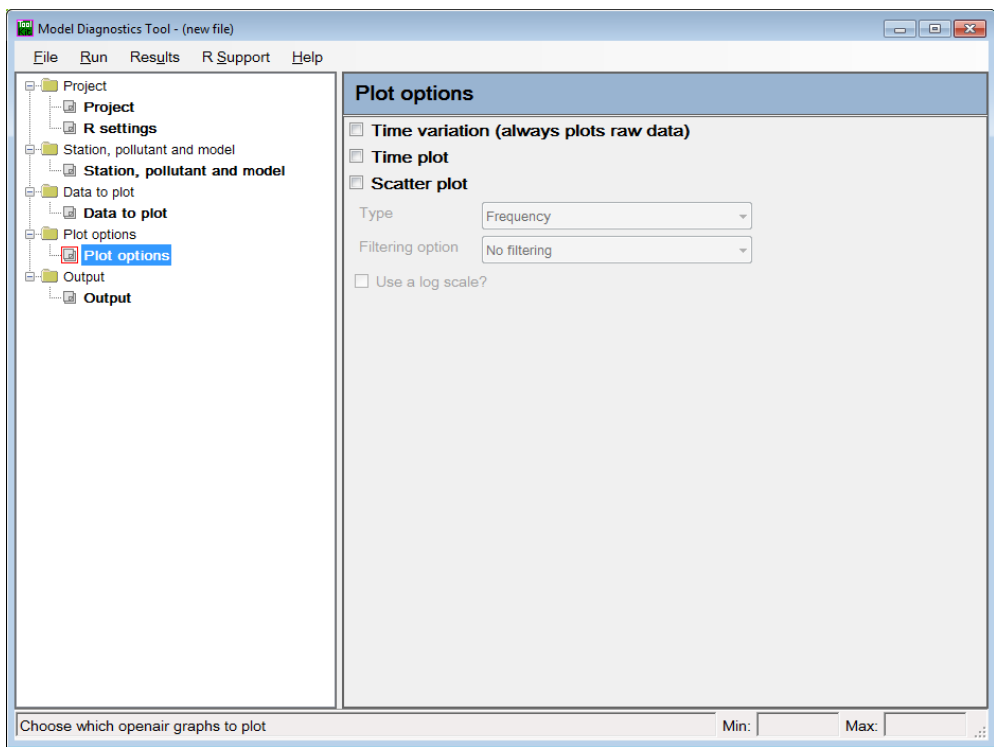 Tool
Kit
Model Diagnostics Tool - (new file)
File Run Results R Support Help
Project
Project
R settings
Station, pollutant and model
Station, pollutant and model
Data to plot
Data to plot
Plot options
Plot options
Output
Output
Plot options
Time variation (always plots raw data)
Time plot
Scatter plot
Type Frequency
Filtering option No filtering
Use a log scale?
Choose which openair graphs to plot Min: Max: